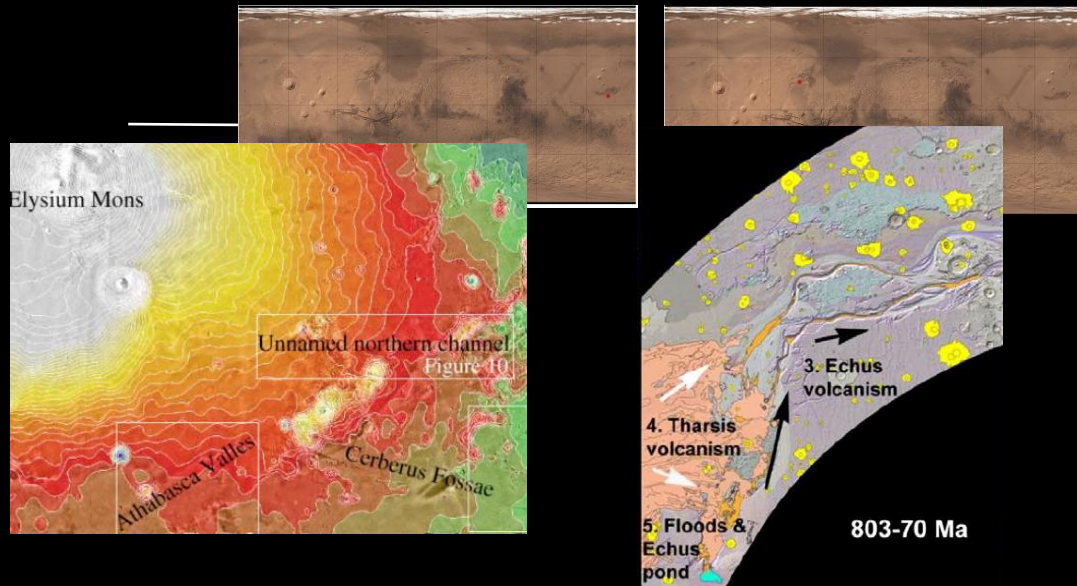 Elysium Mons
Unnamed northern channel
Figure 10
Athabasca Valles
Cerberus Fossae
3. Echus
volcanism
4. Tharsis
volcanism
5. Floods &
Echus
pond
803-70 Ma